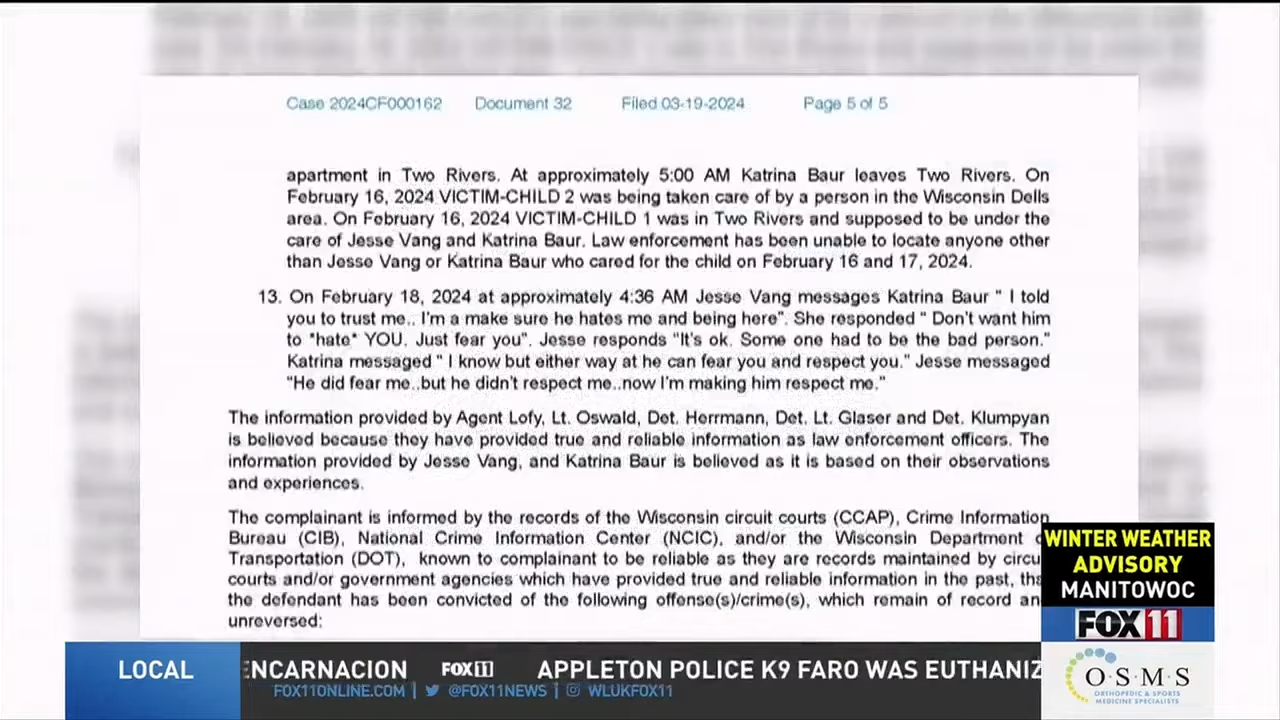 Case 2024CF000162 Document 32 Filed 03-19-2024 Page 5 of 5
apartment in Two Rivers. At approximately 5:00 AM Katrina Baur leaves Two Rivers. On
February 16, 2024 VICTIM-CHILD 2 was being taken care of by a person in the Wisconsin Dells
area. On February 16, 2024 VICTIM-CHILD 1 was in Two Rivers and supposed to be under the
care of Jesse Vang and Katrina Baur. Law enforcement has been unable to locate anyone other
than Jesse Vang or Katrina Baur who cared for the child on February 16 and 17, 2024.
13. On February 18, 2024 at approximately 4:36 AM Jesse Vang messages Katrina Baur " I told
you to trust me.. I'm a make sure he hates me and being here". She responded " Don't want him
to *hate* YOU. Just fear you". Jesse responds "It's ok. Some one had to be the bad person."
Katrina messaged " I know but either way at he can fear you and respect you." Jesse messaged
"He did fear me..but he didn't respect me..now I'm making him respect me."
The information provided by Agent Lofy, Lt. Oswald, Det. Herrmann, Det. Lt. Glaser and Det. Klumpyan
is believed because they have provided true and reliable information as law enforcement officers. The
information provided by Jesse Vang, and Katrina Baur is believed as it is based on their observations
and experiences.
The complainant is informed by the records of the Wisconsin circuit courts (CCAP), Crime Information
Bureau (CIB), National Crime Information Center (NCIC), and/or the Wisconsin Department
Transportation (DOT), known to complainant to be reliable as they are records maintained by circu
courts and/or government agencies which have provided true and reliable information in the past, tha
the defendant has been convicted of the following offense(s)/crime(s), which remain of record an
unreversed:
WINTER WEATHER
ADVISORY
MANITOWOC
FOX 11
LOCAL
ENCARNACION FOX 11 APPLETON POLICE K9 FARO WAS EUTHANIZ
FOX11ONLINE.COM | @FOX11NEWS | WLUKFOX11
O·S·M·S
ORTHOPEDIC & SPORTS
MEDICINE SPECIALISTS